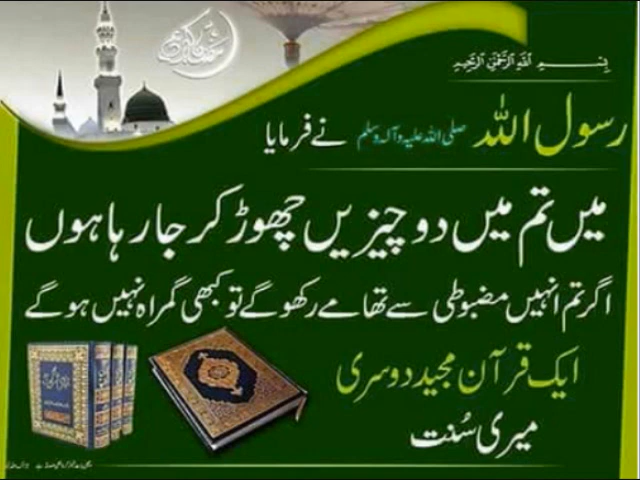 بِسْمِ اللّٰهِ الرَّحْمٰنِ الرَّحِيْمِ
رسول اللہ صلی اللہ علیہ وآلہ وسلم نے فرمایا
میں تم میں دو چیزیں چھوڑ کر جا رہا ہوں
اگر تم انہیں مضبوطی سے تھامے رکھو گے تو کبھی گمراہ نہیں ہو گے
ایک قرآن مجید دوسری
میری سُنت